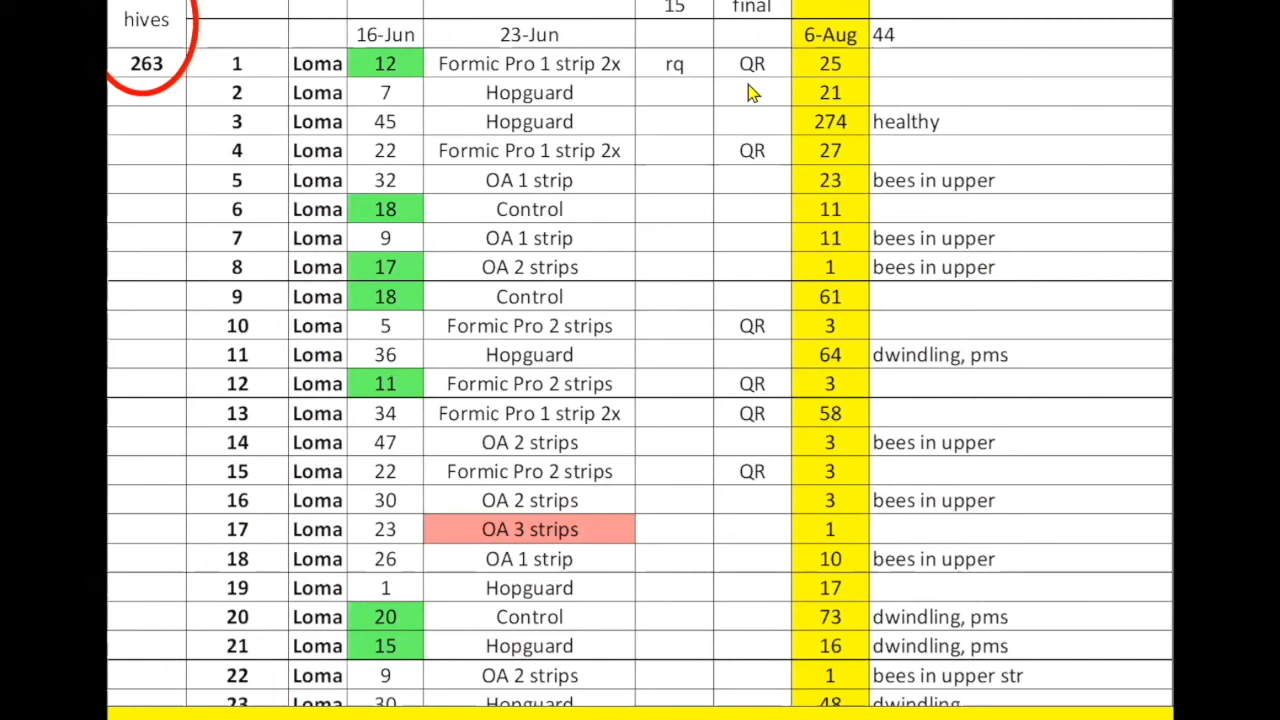 15 final
hives
16-Jun 23-Jun 6-Aug 44
263 1 Loma 12 Formic Pro 1 strip 2x rq QR 25
2 Loma 7 Hopguard 21
3 Loma 45 Hopguard 274 healthy
4 Loma 22 Formic Pro 1 strip 2x QR 27
5 Loma 32 OA 1 strip 23 bees in upper
6 Loma 18 Control 11
7 Loma 9 OA 1 strip 11 bees in upper
8 Loma 17 OA 2 strips 1 bees in upper
9 Loma 18 Control 61
10 Loma 5 Formic Pro 2 strips QR 3
11 Loma 36 Hopguard 64 dwindling, pms
12 Loma 11 Formic Pro 2 strips QR 3
13 Loma 34 Formic Pro 1 strip 2x QR 58
14 Loma 47 OA 2 strips 3 bees in upper
15 Loma 22 Formic Pro 2 strips QR 3
16 Loma 30 OA 2 strips 3 bees in upper
17 Loma 23 OA 3 strips 1
18 Loma 26 OA 1 strip 10 bees in upper
19 Loma 1 Hopguard 17
20 Loma 20 Control 73 dwindling, pms
21 Loma 15 Hopguard 16 dwindling, pms
22 Loma 9 OA 2 strips 1 bees in upper str
23 Loma 30 Hopguard 48 dwindling